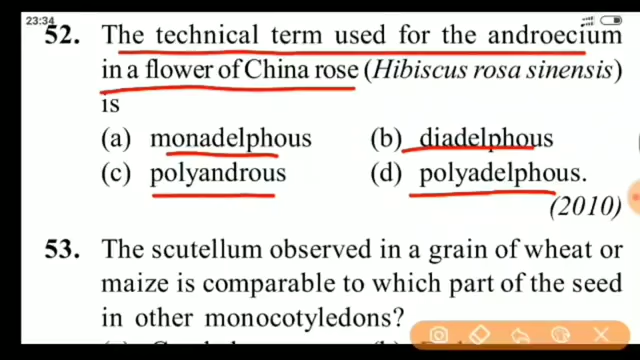 23:34
52. The technical term used for the androecium
in a flower of China rose (Hibiscus rosa sinensis)
is
(a) monadelphous (b) diadelphous
(c) polyandrous (d) polyadelphous.
(2010)
53. The scutellum observed in a grain of wheat or
maize is comparable to which part of the seed
in other monocotyledons?